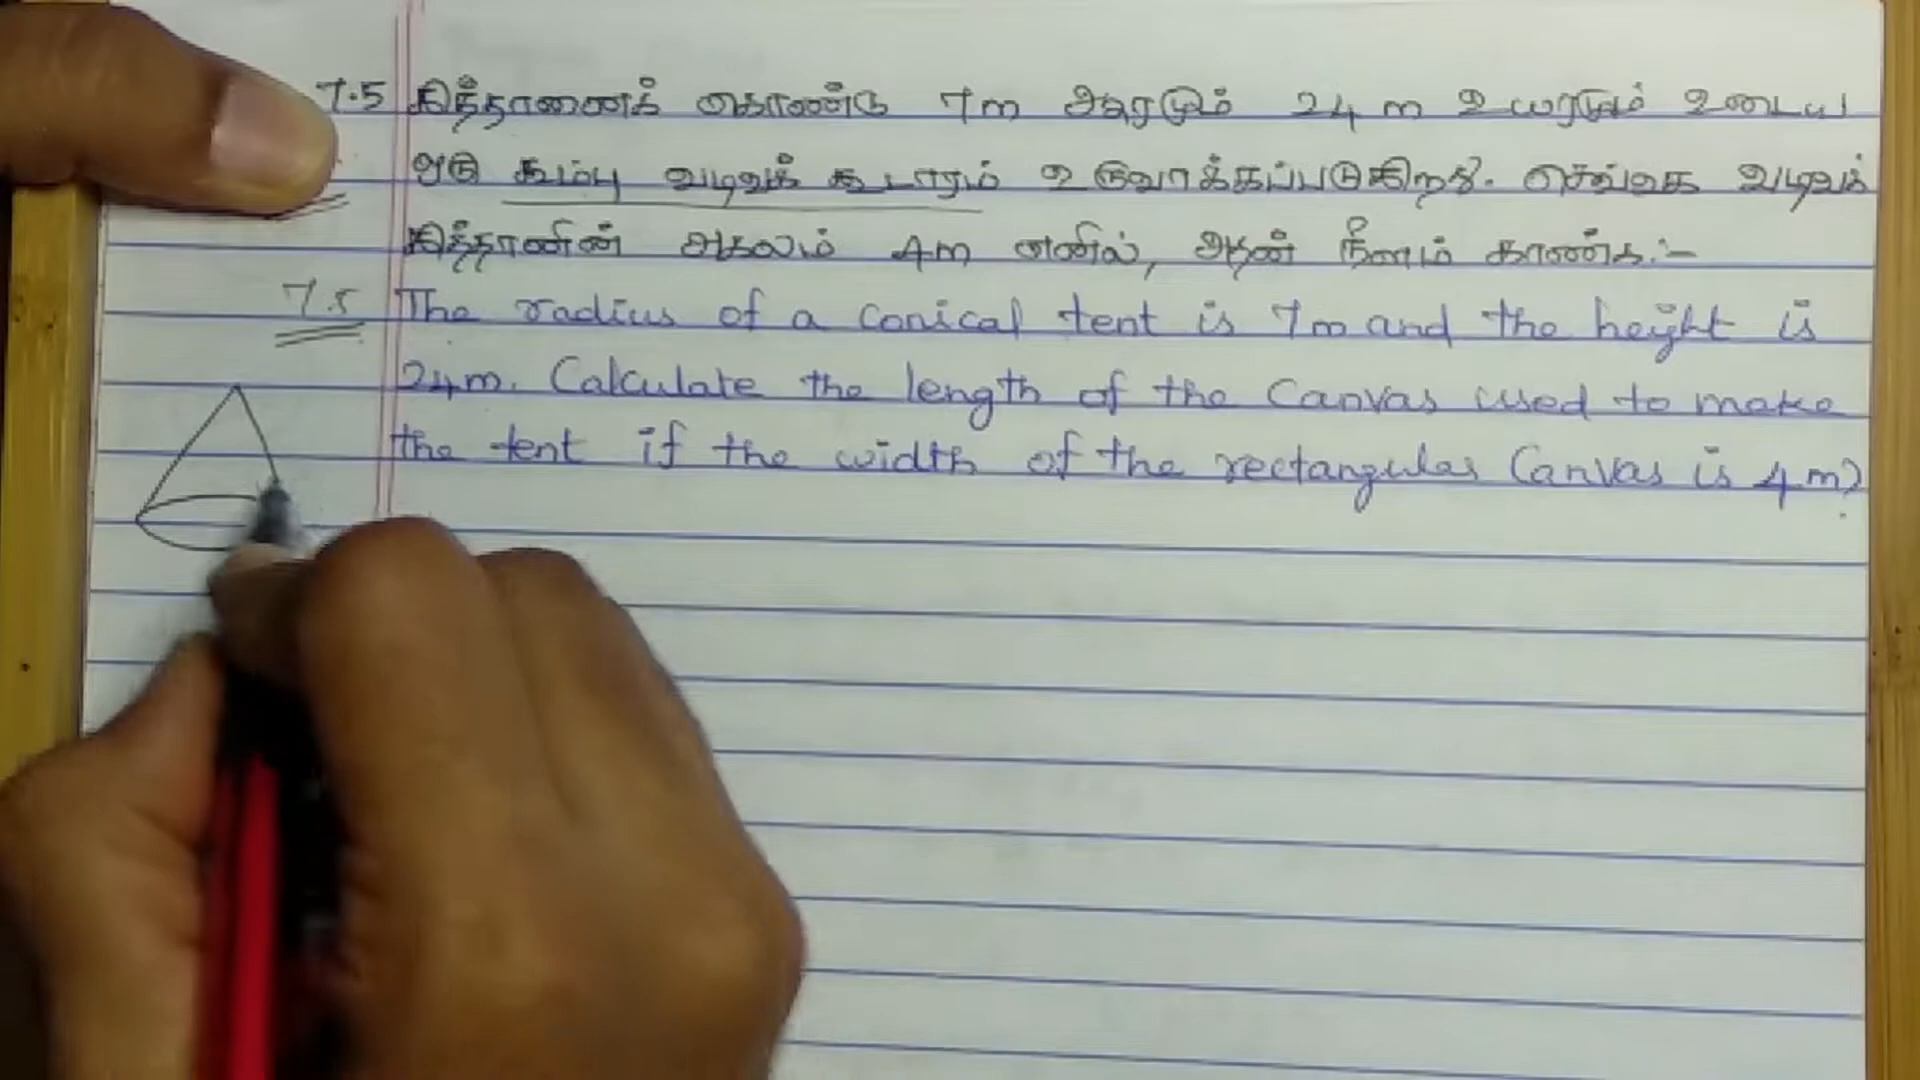 7.5 கித்தானைக் கொண்டு 7m ஆரமும் 24 m உயரமும் உடைய
ஒரு கூம்பு வடிவக் கூடாரம் உருவாக்கப்படுகிறது. செவ்வக வடிவக்
கித்தானின் அகலம் 4m எனில், அதன் நீளம் காண்க:-
7.5 The radius of a conical tent is 7m and the height is
24m. Calculate the length of the Canvas used to make
the tent if the width of the rectangular Canvas is 4m?